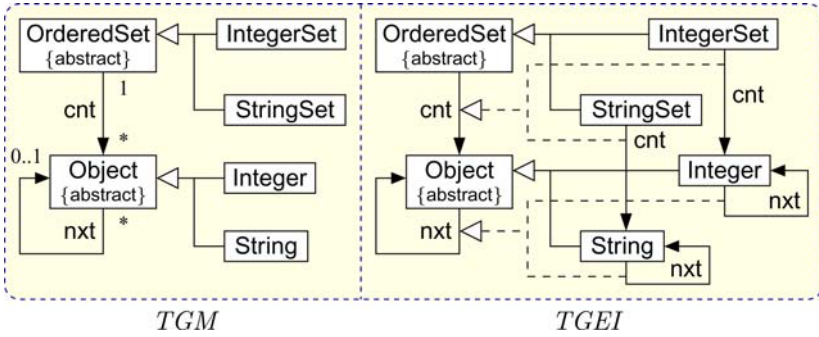 OrderedSet
{abstract}
IntegerSet
1
cnt
StringSet
*
0..1
Object
{abstract}
Integer
nxt
*
String
TGM
OrderedSet
{abstract}
IntegerSet
cnt
StringSet
cnt
cnt
Object
{abstract}
Integer
nxt
nxt
String
nxt
TGEI